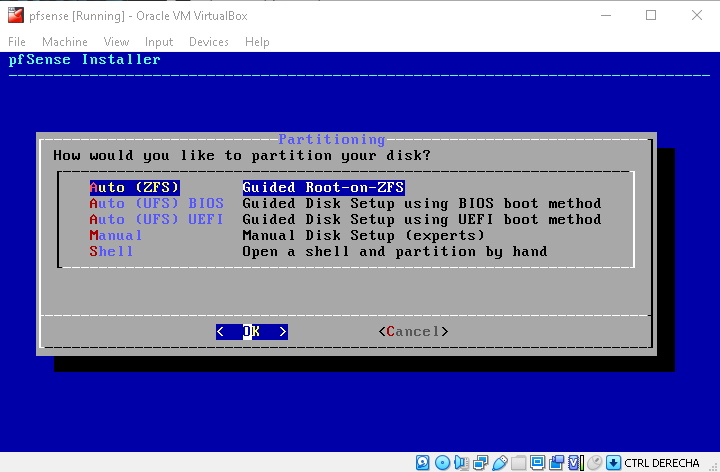 pfsense [Running] - Oracle VM VirtualBox
File Machine View Input Devices Help
pfSense Installer
Partitioning
How would you like to partition your disk?
Auto (ZFS) Guided Root-on-ZFS
Auto (UFS) BIOS Guided Disk Setup using BIOS boot method
Auto (UFS) UEFI Guided Disk Setup using UEFI boot method
Manual Manual Disk Setup (experts)
Shell Open a shell and partition by hand
< OK > <Cancel>
CTRL DERECHA